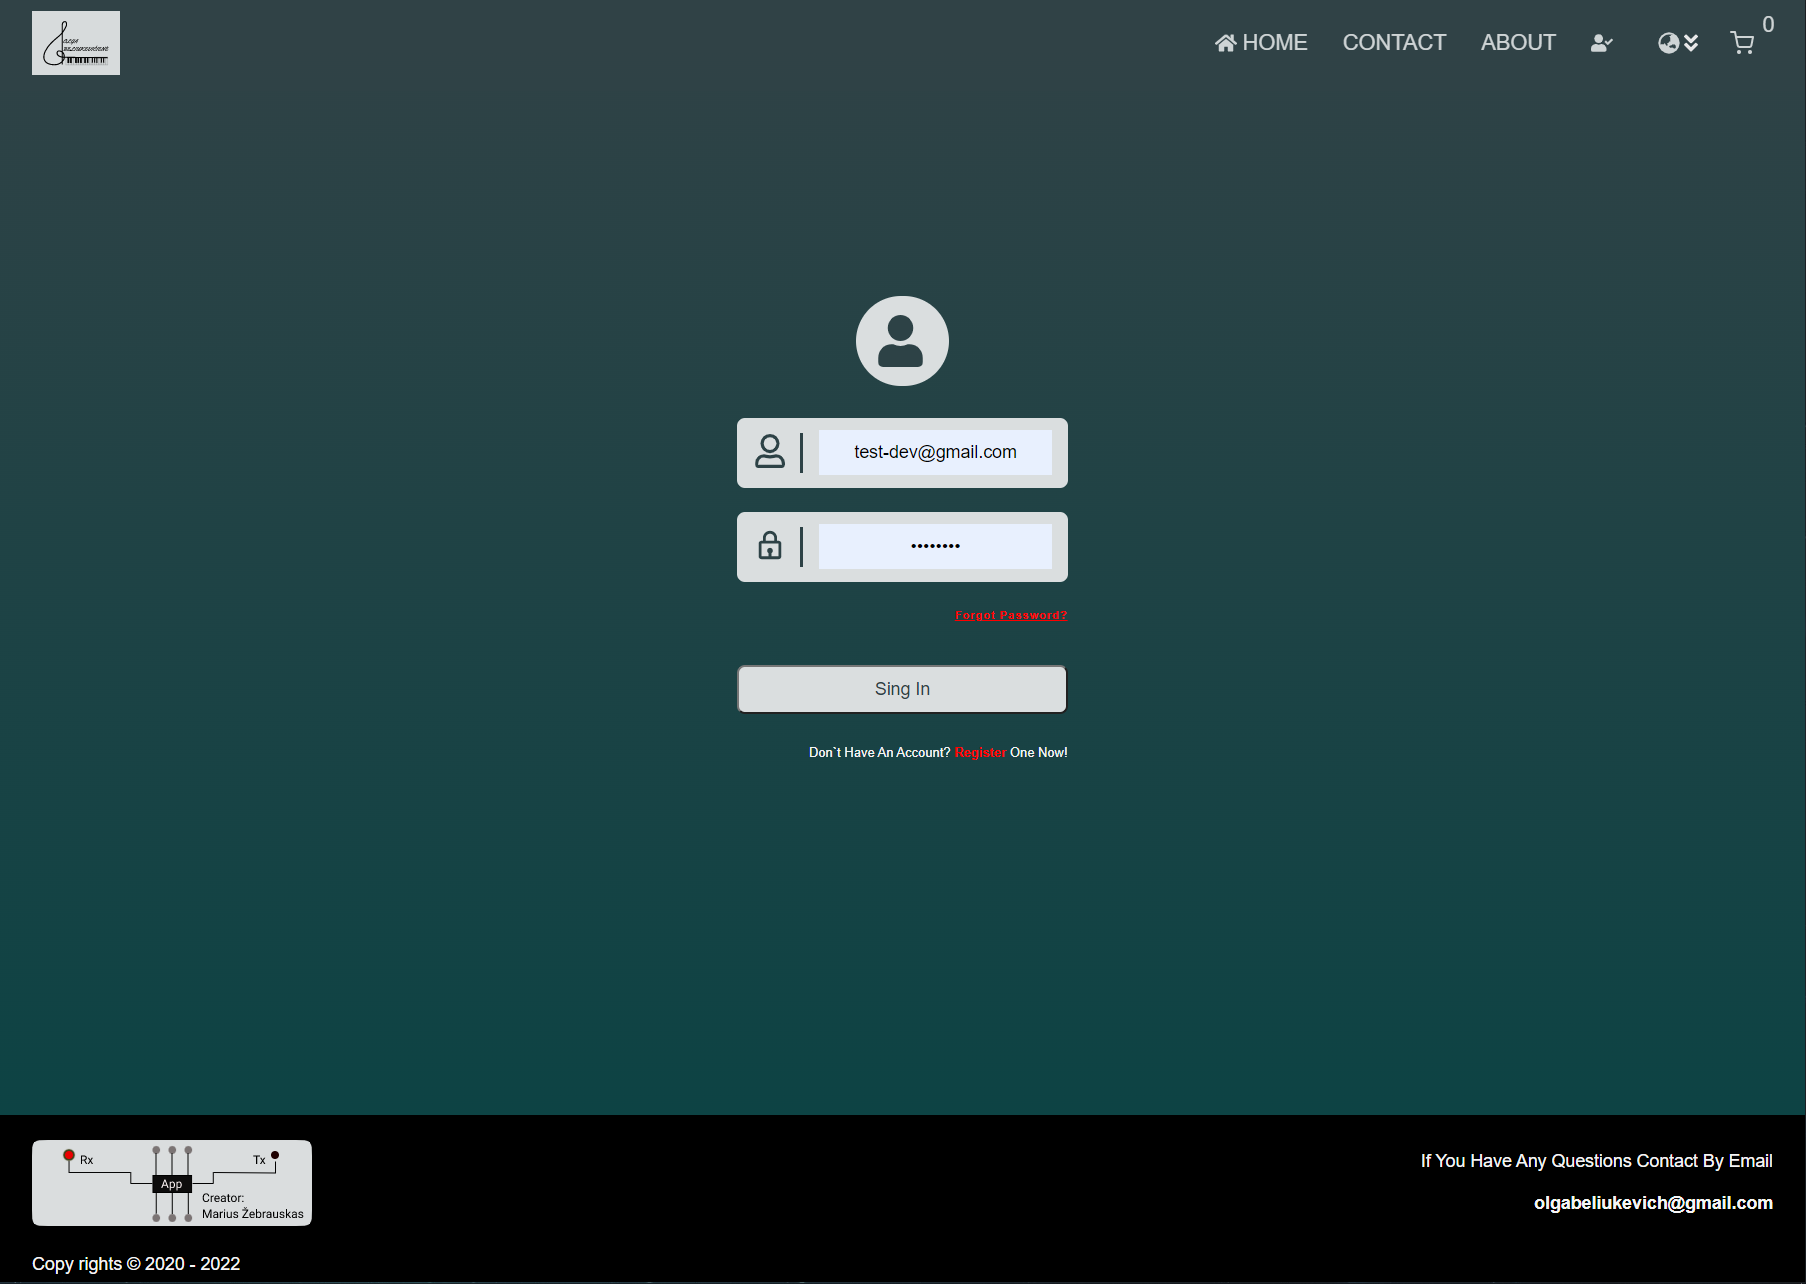 HOME CONTACT ABOUT 0
test-dev@gmail.com
••••••••
Forgot Password?
Sing In
Don`t Have An Account? Register One Now!
Rx
Tx
App
Creator:
Marius Žebrauskas
If You Have Any Questions Contact By Email
olgabeliukevich@gmail.com
Copy rights © 2020 - 2022